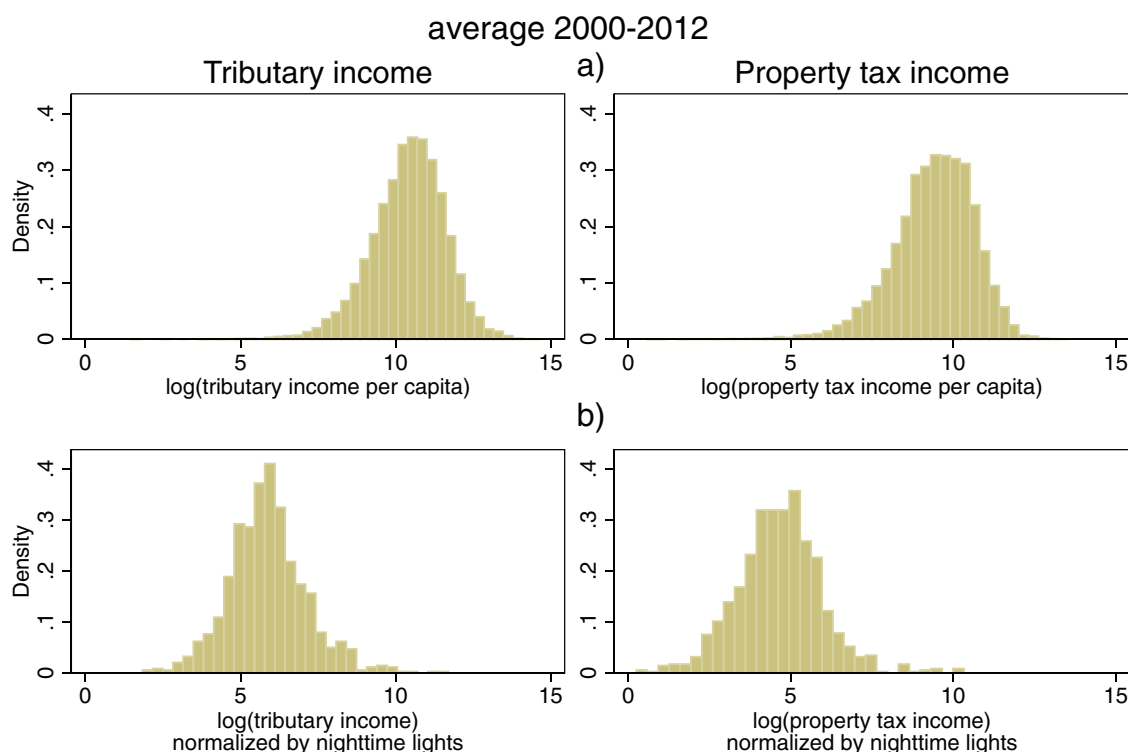 average 2000-2012
Tributary income
a)
Property tax income
Density
0 .1 .2 .3 .4
0 5 10 15
log(tributary income per capita)
0 .1 .2 .3 .4
0 5 10 15
log(property tax income per capita)
b)
Density
0 .1 .2 .3 .4
0 5 10 15
log(tributary income)
normalized by nighttime lights
0 .1 .2 .3 .4
0 5 10 15
log(property tax income)
normalized by nighttime lights